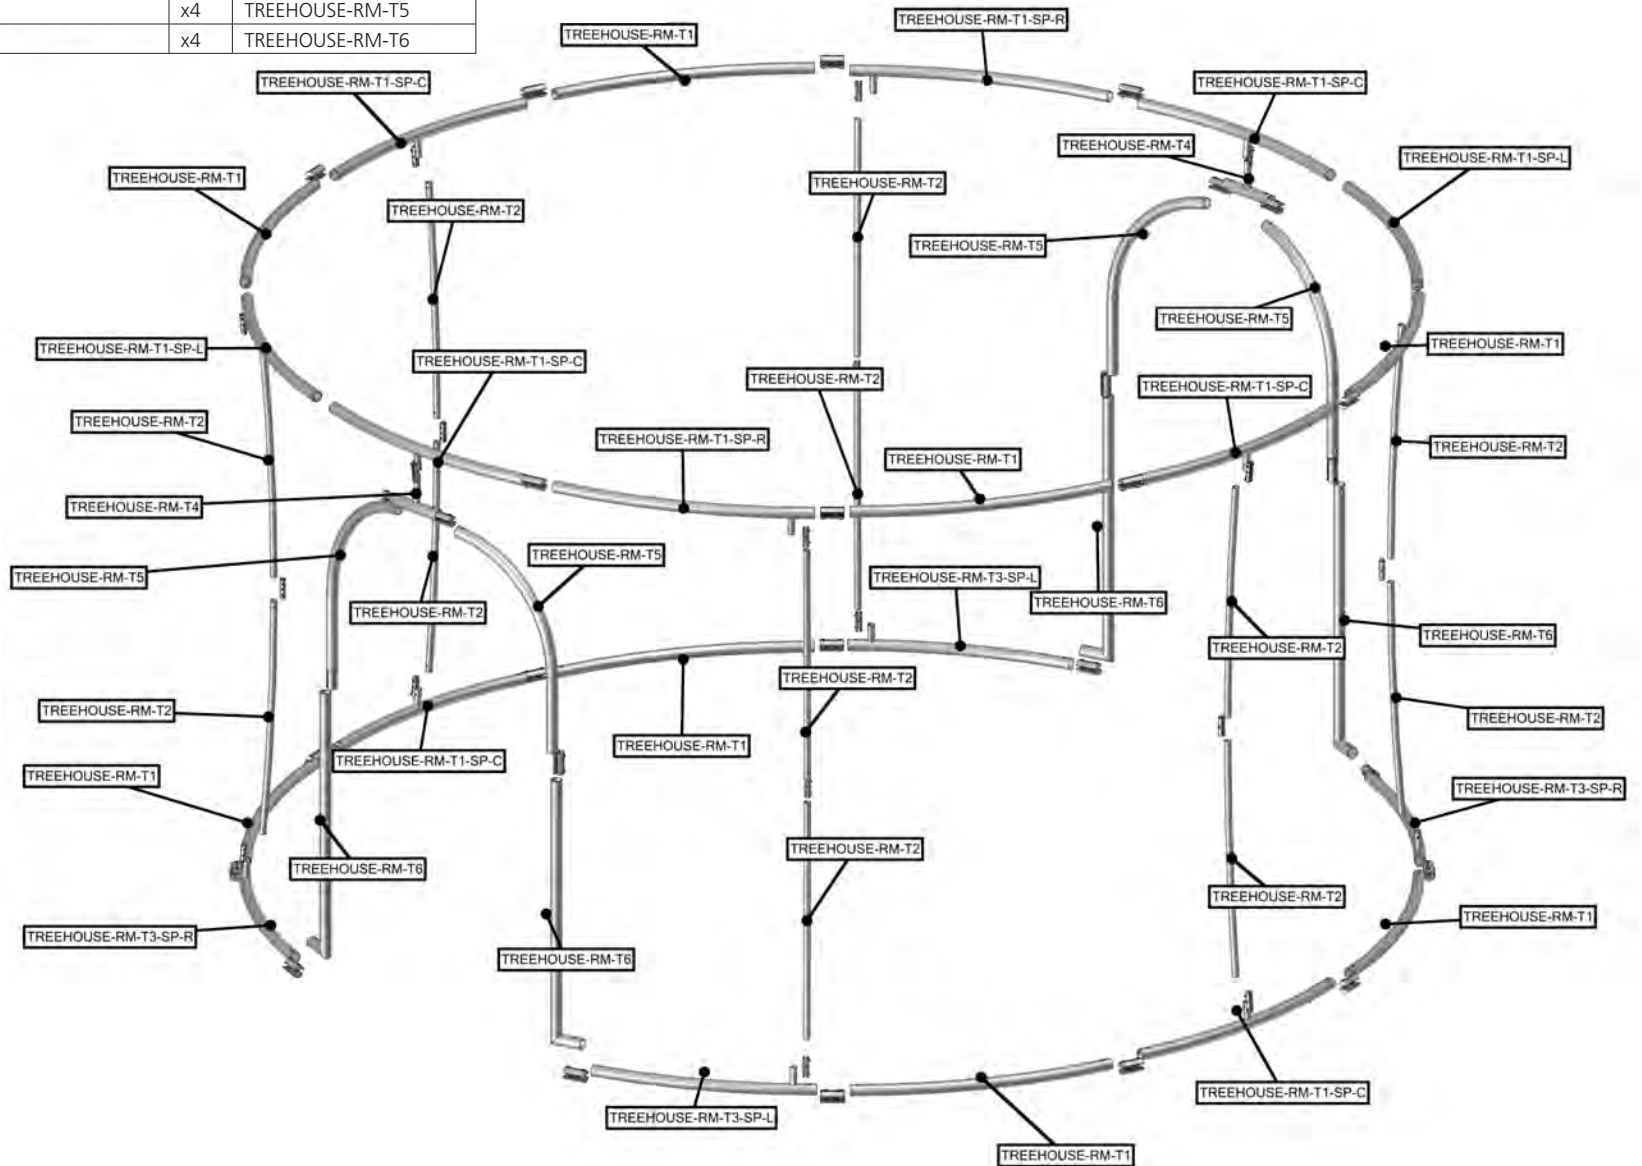 x4 TREEHOUSE-RM-T5
x4 TREEHOUSE-RM-T6
TREEHOUSE-RM-T1-SP-R
TREEHOUSE-RM-T1
TREEHOUSE-RM-T1-SP-C
TREEHOUSE-RM-T1-SP-C
TREEHOUSE-RM-T4
TREEHOUSE-RM-T1-SP-L
TREEHOUSE-RM-T1
TREEHOUSE-RM-T2
TREEHOUSE-RM-T2
TREEHOUSE-RM-T5
TREEHOUSE-RM-T5
TREEHOUSE-RM-T1
TREEHOUSE-RM-T1-SP-L
TREEHOUSE-RM-T1-SP-C
TREEHOUSE-RM-T2
TREEHOUSE-RM-T1-SP-C
TREEHOUSE-RM-T2
TREEHOUSE-RM-T1-SP-R
TREEHOUSE-RM-T1
TREEHOUSE-RM-T2
TREEHOUSE-RM-T4
TREEHOUSE-RM-T5
TREEHOUSE-RM-T5
TREEHOUSE-RM-T3-SP-L
TREEHOUSE-RM-T6
TREEHOUSE-RM-T2
TREEHOUSE-RM-T6
TREEHOUSE-RM-T2
TREEHOUSE-RM-T2
TREEHOUSE-RM-T2
TREEHOUSE-RM-T2
TREEHOUSE-RM-T1
TREEHOUSE-RM-T1-SP-C
TREEHOUSE-RM-T1
TREEHOUSE-RM-T3-SP-R
TREEHOUSE-RM-T2
TREEHOUSE-RM-T6
TREEHOUSE-RM-T2
TREEHOUSE-RM-T1
TREEHOUSE-RM-T3-SP-R
TREEHOUSE-RM-T6
TREEHOUSE-RM-T1-SP-C
TREEHOUSE-RM-T3-SP-L
TREEHOUSE-RM-T1